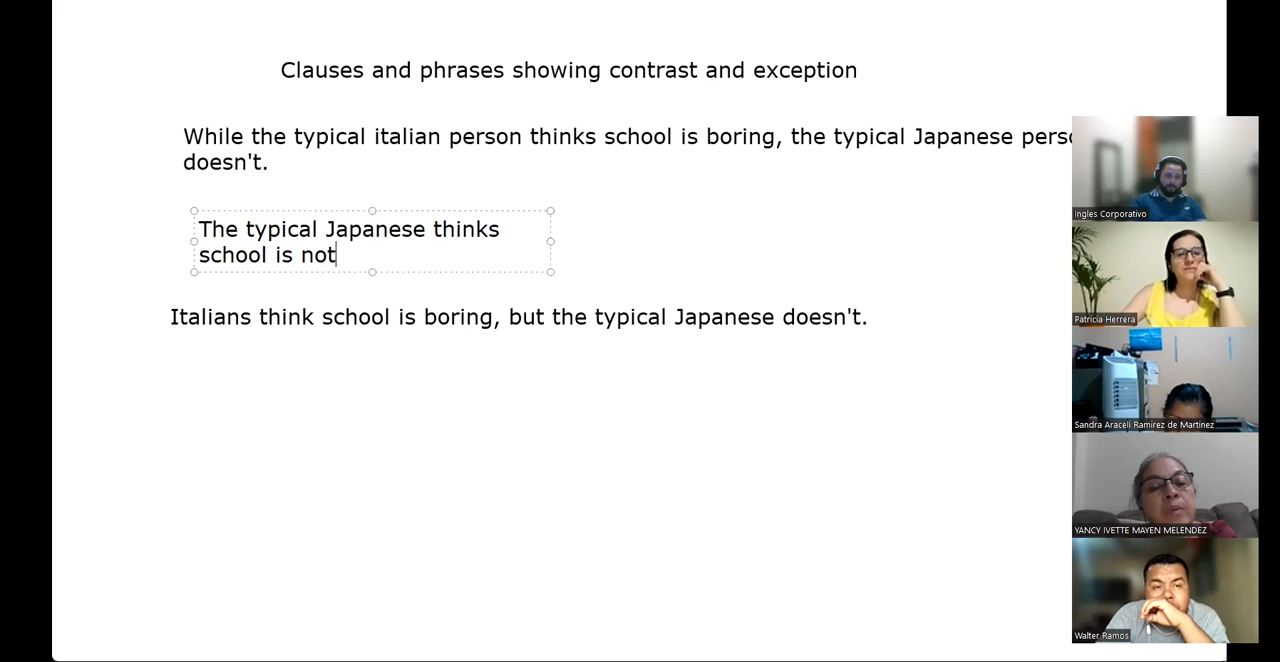 Clauses and phrases showing contrast and exception
While the typical italian person thinks school is boring, the typical Japanese
doesn't.
The typical Japanese thinks
school is not
Italians think school is boring, but the typical Japanese doesn't.
Ingles Corporativo
Patricia Herrera
Sandra Araceli Ramirez de Martinez
YANCY IVETTE MAYEN MELENDEZ
Walter Ramos